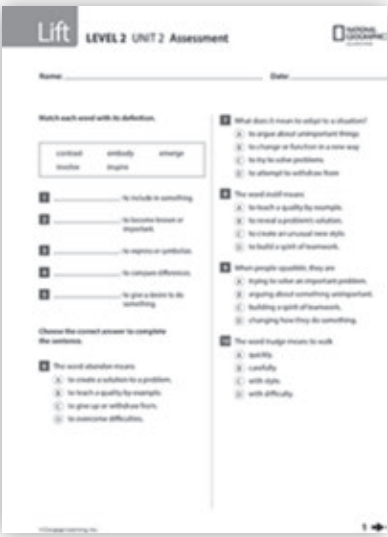 Lift LEVEL 2 UNIT 2 Assessment
NATIONAL
GEOGRAPHIC
Name: Date:
Match each word with its definition.
contrast embody emerge
involve inspire
1 to include in something.
2 to become known or
important.
3 to express or symbolize.
4 to compare differences.
5 to give a desire to do
something.
Choose the correct answer to complete
the sentence.
6 The word abandon means
A to create a solution to a problem.
B to teach a quality by example.
C to give up or withdraw from.
D to overcome difficulties.
7 What does it mean to adapt to a situation?
A to argue about unimportant things
B to change or function in a new way
C to try to solve problems
D to attempt to withdraw from
8 The word instill means
A to teach a quality by example.
B to reveal a problem's solution.
C to create an unusual new style.
D to build a spirit of teamwork.
9 When people squabble, they are
A trying to solve an important problem.
B arguing about something unimportant.
C building a spirit of teamwork.
D changing how they do something.
10 The word trudge means to walk
A quickly.
B carefully.
C with style.
D with difficulty.
© Cengage Learning, Inc.
1